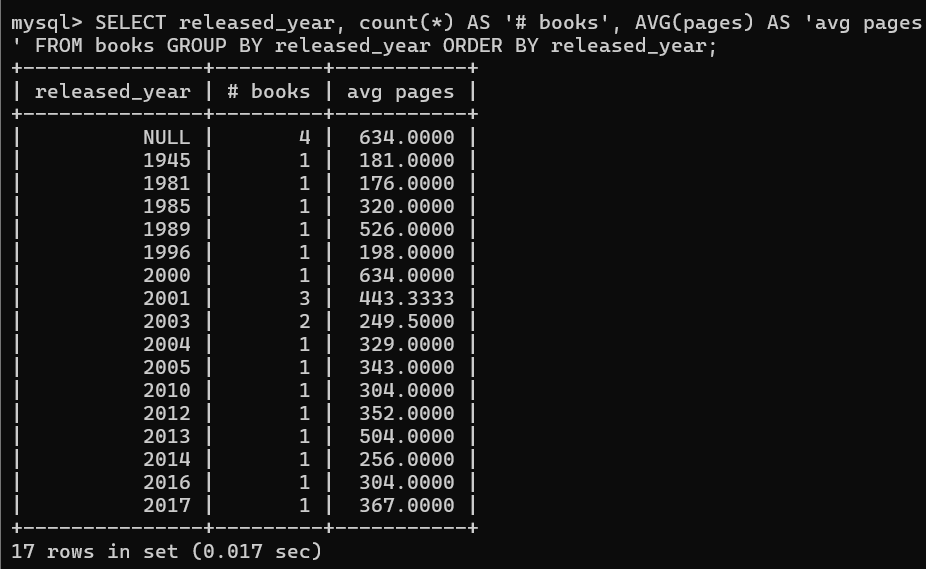 mysql> SELECT released_year, count(*) AS '# books', AVG(pages) AS 'avg pages
' FROM books GROUP BY released_year ORDER BY released_year;
+---------------+---------+-----------+
| released_year | # books | avg pages |
+---------------+---------+-----------+
|          NULL |       4 |  634.0000 |
|          1945 |       1 |  181.0000 |
|          1981 |       1 |  176.0000 |
|          1985 |       1 |  320.0000 |
|          1989 |       1 |  526.0000 |
|          1996 |       1 |  198.0000 |
|          2000 |       1 |  634.0000 |
|          2001 |       3 |  443.3333 |
|          2003 |       2 |  249.5000 |
|          2004 |       1 |  329.0000 |
|          2005 |       1 |  343.0000 |
|          2010 |       1 |  304.0000 |
|          2012 |       1 |  352.0000 |
|          2013 |       1 |  504.0000 |
|          2014 |       1 |  256.0000 |
|          2016 |       1 |  304.0000 |
|          2017 |       1 |  367.0000 |
+---------------+---------+-----------+
17 rows in set (0.017 sec)